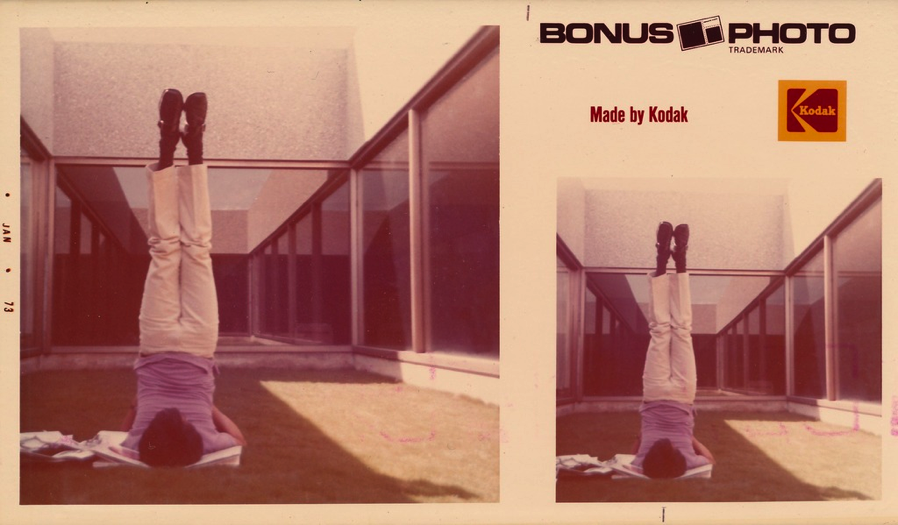 BONUS PHOTO
TRADEMARK
Made by Kodak
Kodak
• JAN • 73